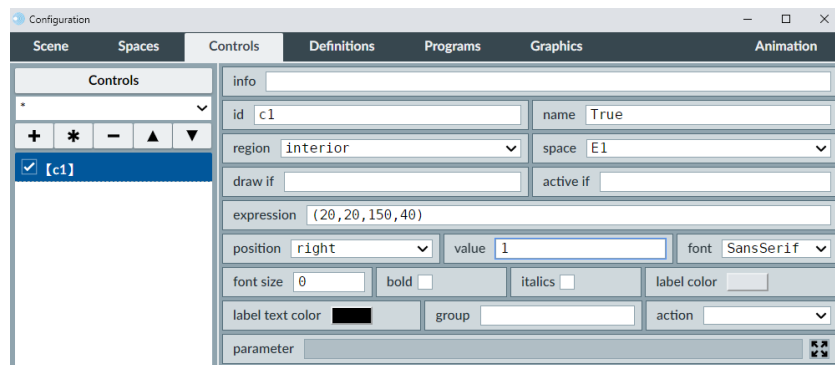 Configuration
Scene Spaces Controls Definitions Programs Graphics Animation
Controls
*
【c1】
info
id c1 name True
region interior space E1
draw if active if
expression (20,20,150,40)
position right value 1 font SansSerif
font size 0 bold italics label color
label text color group action
parameter